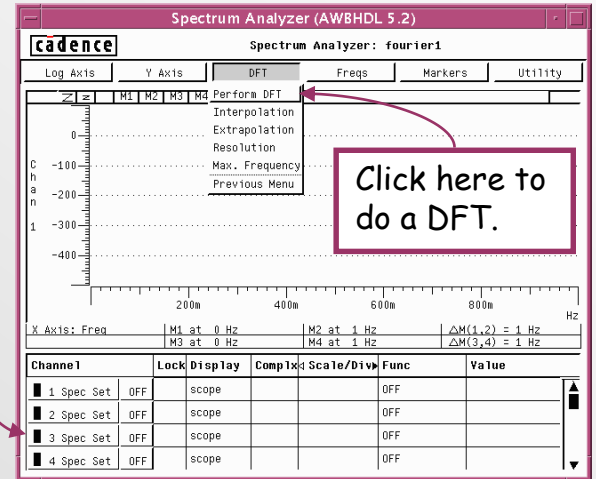 Spectrum Analyzer (AWBHDL 5.2)
cādence Spectrum Analyzer: fourier1
Log Axis Y Axis DFT Freqs Markers Utility
Z z M1 M2 M3 M4
Perform DFT
Interpolation
Extrapolation
Resolution
Max. Frequency
Previous Menu
Click here to
do a DFT.
Chan 1
0
-100
-200
-300
-400
200m 400m 600m 800m
Hz
X Axis: Freq M1 at 0 Hz M2 at 1 Hz △M(1,2) = 1 Hz
M3 at 0 Hz M4 at 1 Hz △M(3,4) = 1 Hz
Channel Lock Display Complx Scale/Div Func Value
1 Spec Set OFF scope OFF
2 Spec Set OFF scope OFF
3 Spec Set OFF scope OFF
4 Spec Set OFF scope OFF